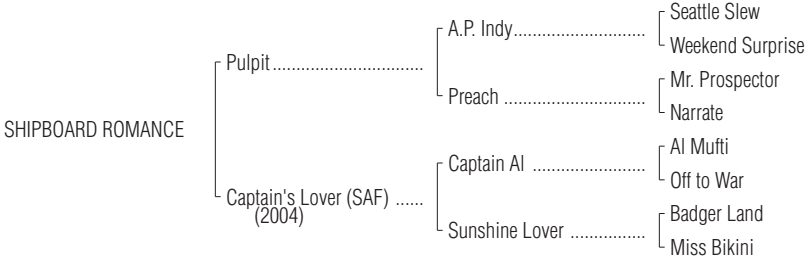 Seattle Slew
A.P. Indy............................
Weekend Surprise
Pulpit................................
Mr. Prospector
Preach ..............................
Narrate
SHIPBOARD ROMANCE
Al Mufti
Captain Al ........................
Off to War
Captain's Lover (SAF) ......
(2004)
Badger Land
Sunshine Lover ................
Miss Bikini